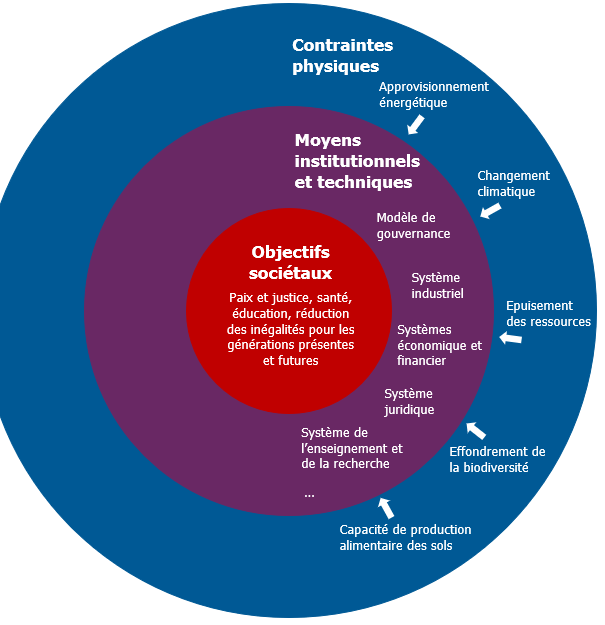 Contraintes
physiques
Approvisionnement
énergétique
Moyens
institutionnels
et techniques
Changement
climatique
Modèle de
gouvernance
Objectifs
sociétaux
Paix et justice, santé,
éducation, réduction
des inégalités pour les
générations présentes
et futures
Système
industriel
Epuisement
des ressources
Systèmes
économique et
financier
Système
juridique
Système de
l’enseignement et
de la recherche
...
Effondrement de
la biodiversité
Capacité de production
alimentaire des sols